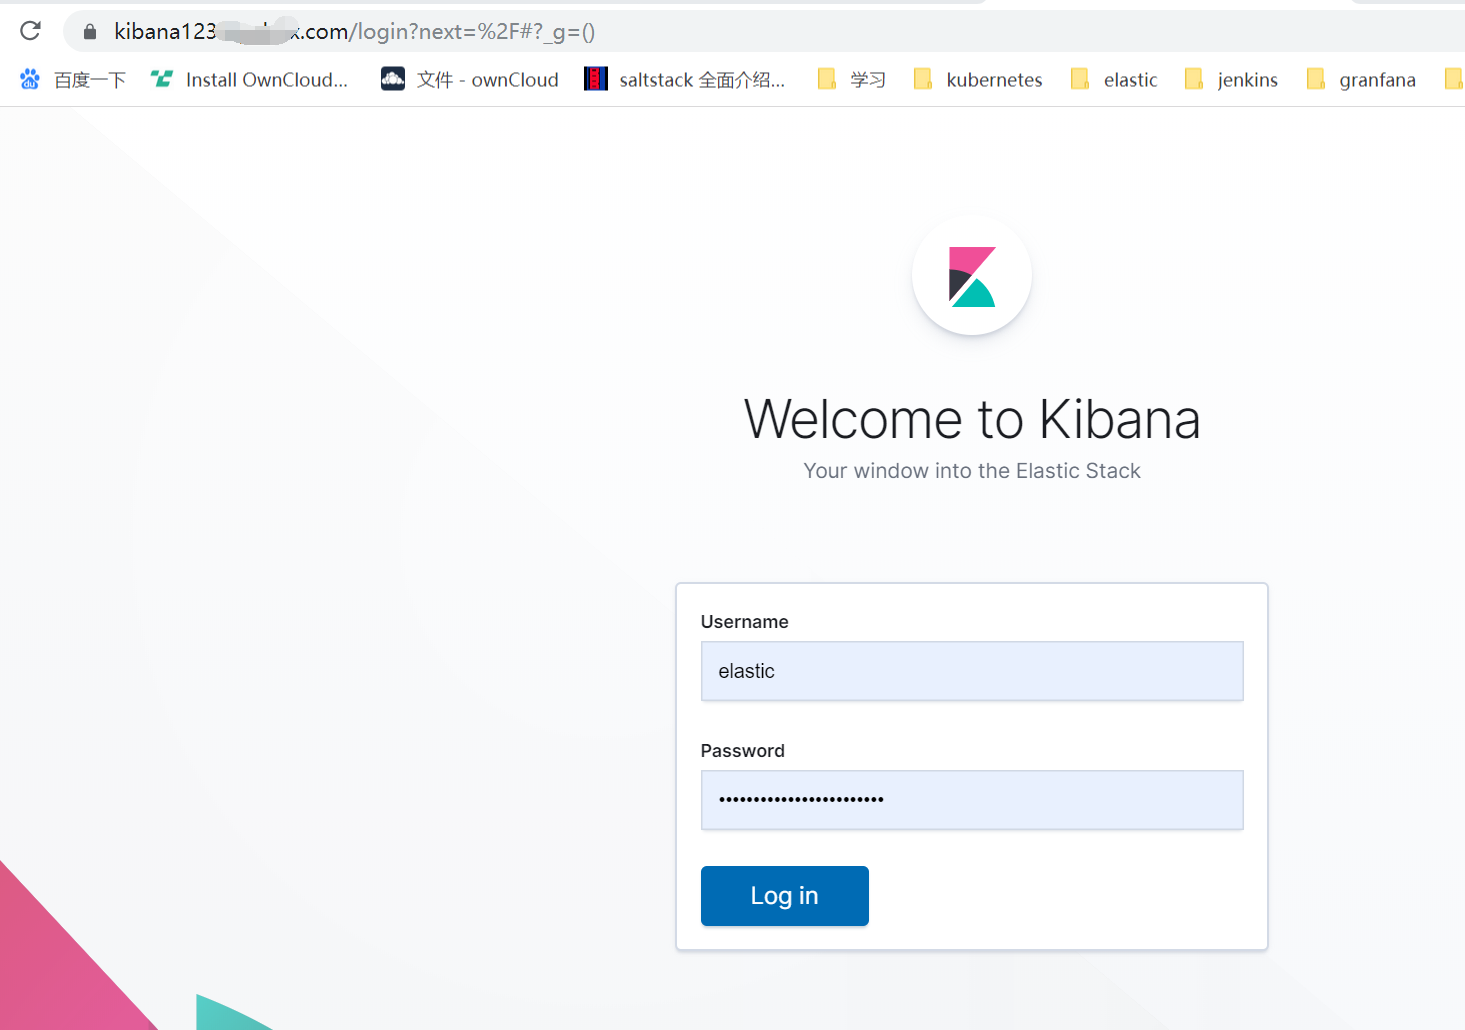 kibana123 x.com/login?next=%2F#?_g=()
百度一下 Install OwnCloud... 文件 - ownCloud saltstack 全面介绍... 学习 kubernetes elastic jenkins granfana
Welcome to Kibana
Your window into the Elastic Stack
Username
elastic
Password
••••••••••••••••••••••••
Log in